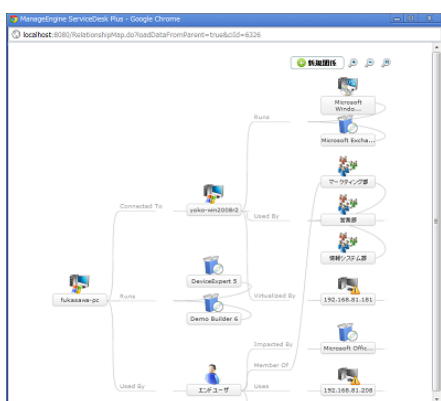 ManageEngine ServiceDesk Plus - Google Chrome
localhost:8080/RelationshipMap.do?loadDataFromParent=true&ciId=6326
新規関係
Microsoft
Windo...
Runs
Microsoft Excha...
マーケティング部
Connected To
yoko-win2008r2
Used By
営業部
情報システム部
DeviceExpert 5
fukasawa-pc
Runs
Virtualized By
192.168.81.181
Demo Builder 6
Impacted By
Microsoft Offic...
Member Of
Used By
エンドユーザ
Uses
192.168.81.208